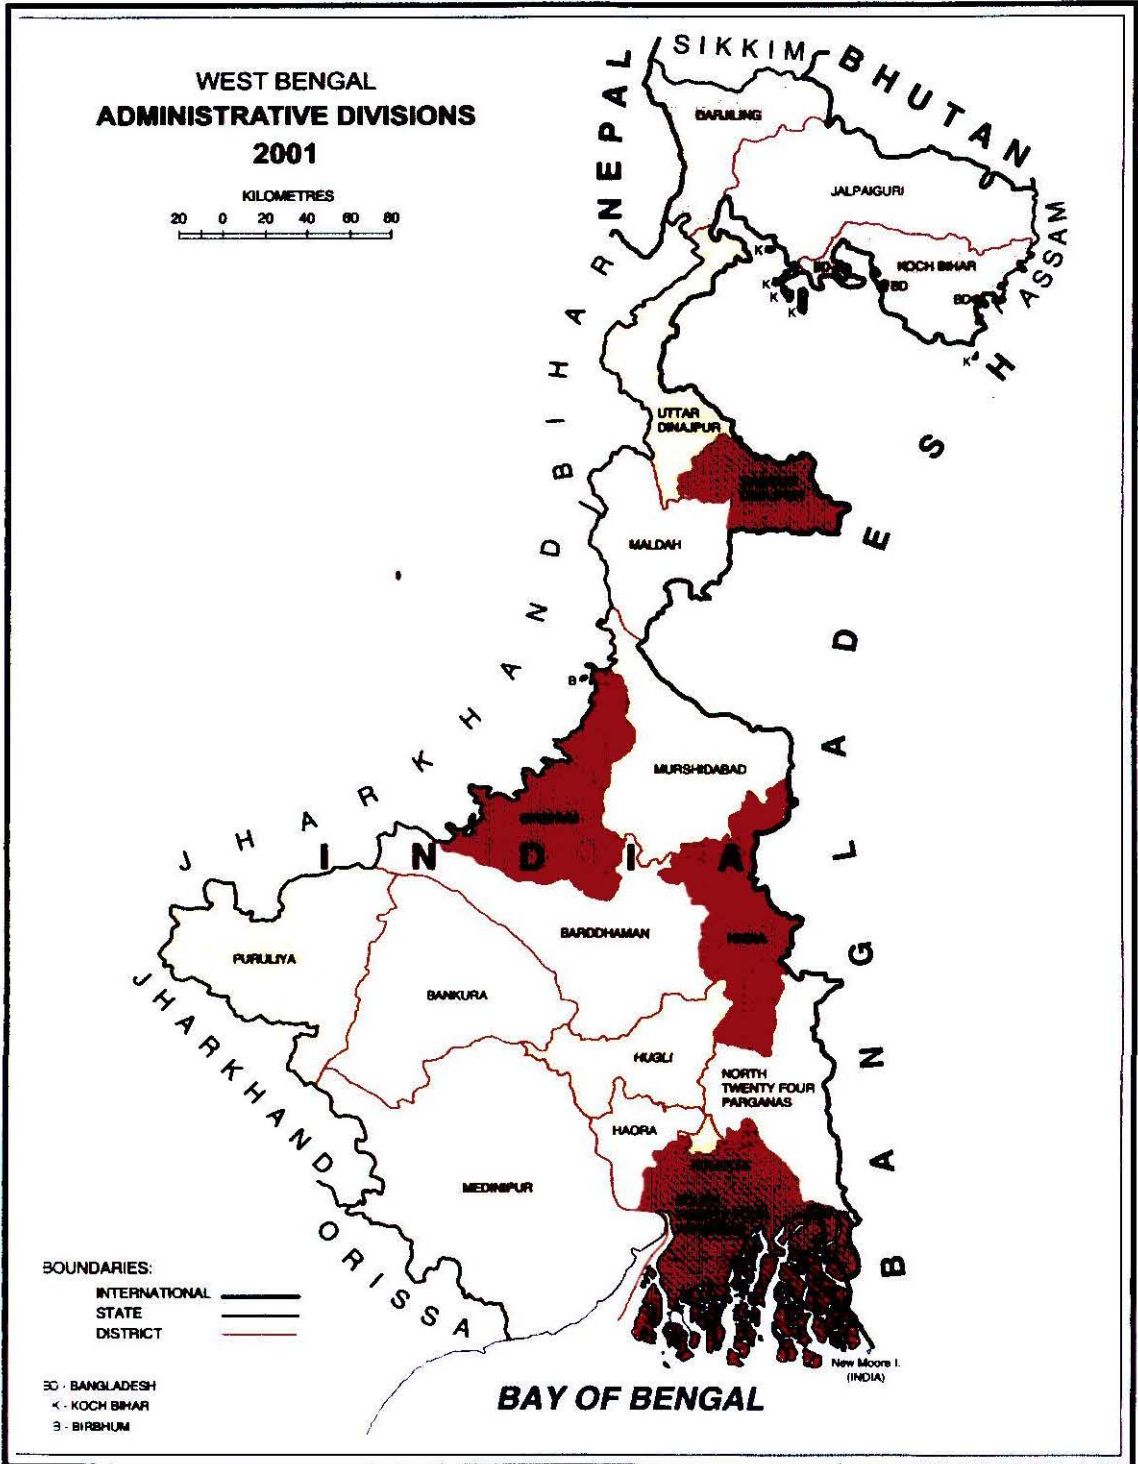 WEST BENGAL
ADMINISTRATIVE DIVISIONS
2001
KILOMETRES
20 0 20 40 60 80
SIKKIM
BHUTAN
NEPAL
ASSAM
BIHAR
JHARKHAND
JHARKHAND
ORISSA
BANGLADESH
INDIA
DARJILING
JALPAIGURI
KOCH BIHAR
K
BD
K
K
K
BD
BD
K
UTTAR
DINAJPUR
MALDAH
B
MURSHIDABAD
BIRBHUM
NADIA
BARDDHAMAN
PURULIYA
BANKURA
HUGLI
NORTH
TWENTY FOUR
PARGANAS
HAORA
MEDINIPUR
New Moore I.
(INDIA)
BAY OF BENGAL
BOUNDARIES:
INTERNATIONAL
STATE
DISTRICT
BD - BANGLADESH
K - KOCH BIHAR
B - BIRBHUM